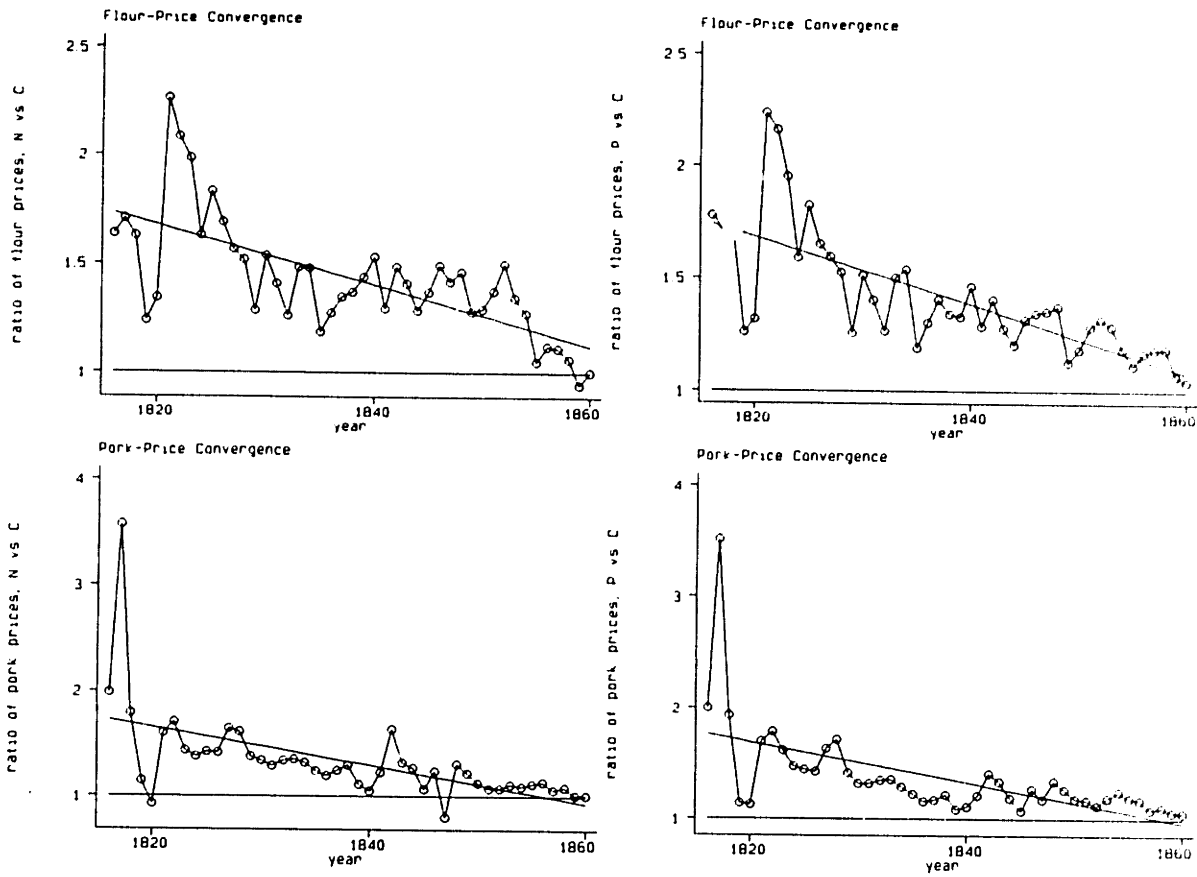 Flour-Price Convergence
ratio of flour prices, N vs C
2.5
2
1.5
1
1820
1840
1860
year
Flour-Price Convergence
ratio of flour prices, P vs C
2.5
2
1.5
1
1820
1840
1860
year
Pork-Price Convergence
ratio of pork prices, N vs C
4
3
2
1
1820
1840
1860
year
Pork-Price Convergence
ratio of pork prices, P vs C
4
3
2
1
1820
1840
1860
year